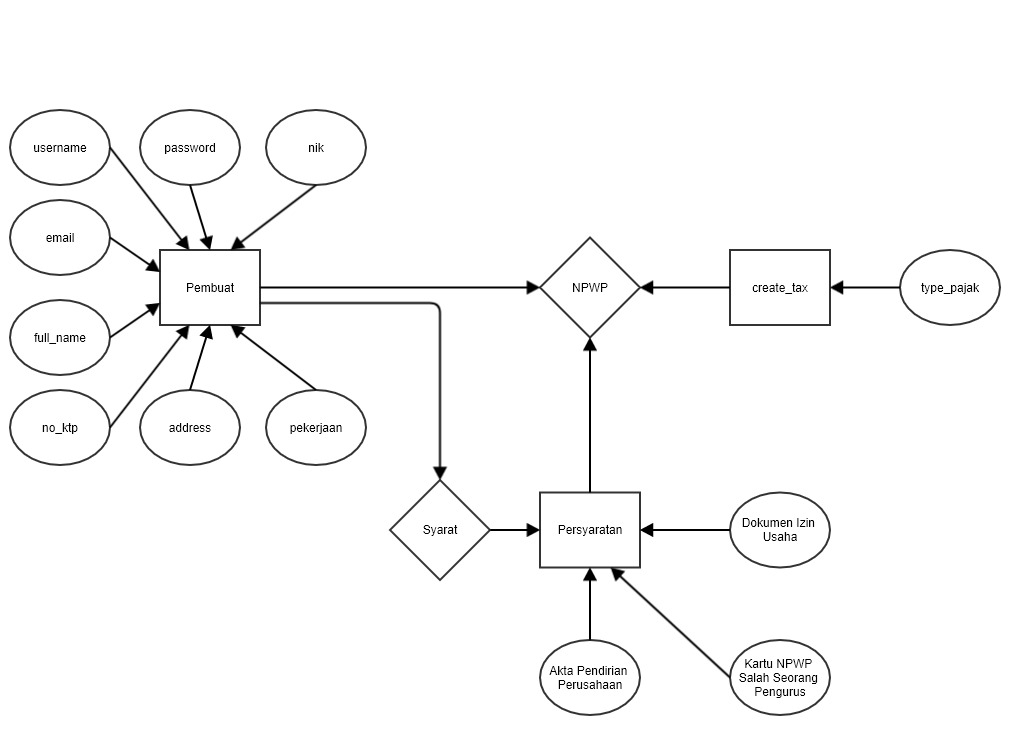 username
password
nik
email
Pembuat
NPWP
create_tax
type_pajak
full_name
no_ktp
address
pekerjaan
Syarat
Persyaratan
Dokumen Izin
Usaha
Akta Pendirian
Perusahaan
Kartu NPWP
Salah Seorang
Pengurus